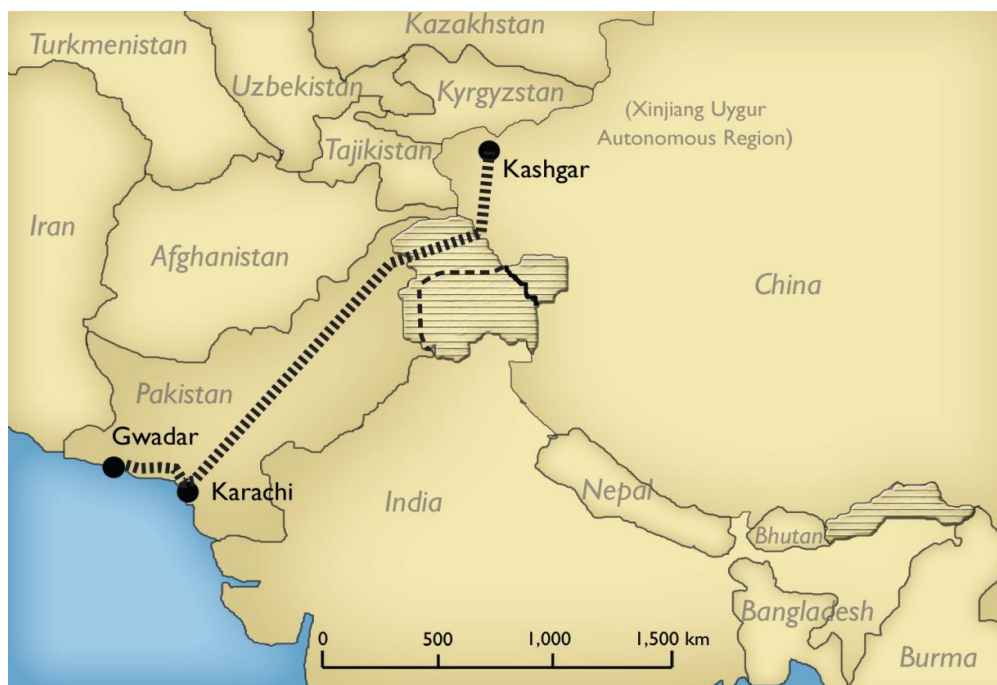 Kazakhstan
Turkmenistan
Uzbekistan
Kyrgyzstan
(Xinjiang Uygur
Autonomous Region)
Tajikistan
Kashgar
Iran
Afghanistan
China
Pakistan
Gwadar
Karachi
India
Nepal
Bhutan
Bangladesh
0 500 1,000 1,500 km
Burma